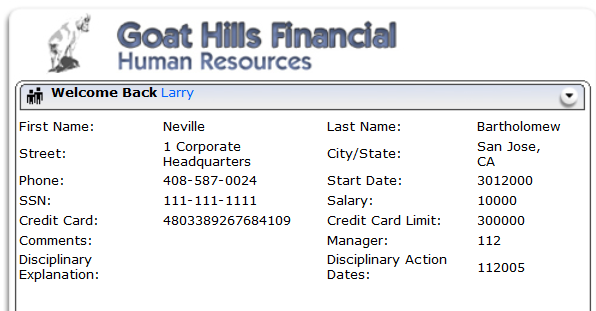 Goat Hills Financial
Human Resources
Welcome Back Larry
First Name: Neville Last Name: Bartholomew
Street: 1 Corporate Headquarters City/State: San Jose, CA
Phone: 408-587-0024 Start Date: 3012000
SSN: 111-111-1111 Salary: 10000
Credit Card: 4803389267684109 Credit Card Limit: 300000
Comments: Manager: 112
Disciplinary Explanation: Disciplinary Action Dates: 112005